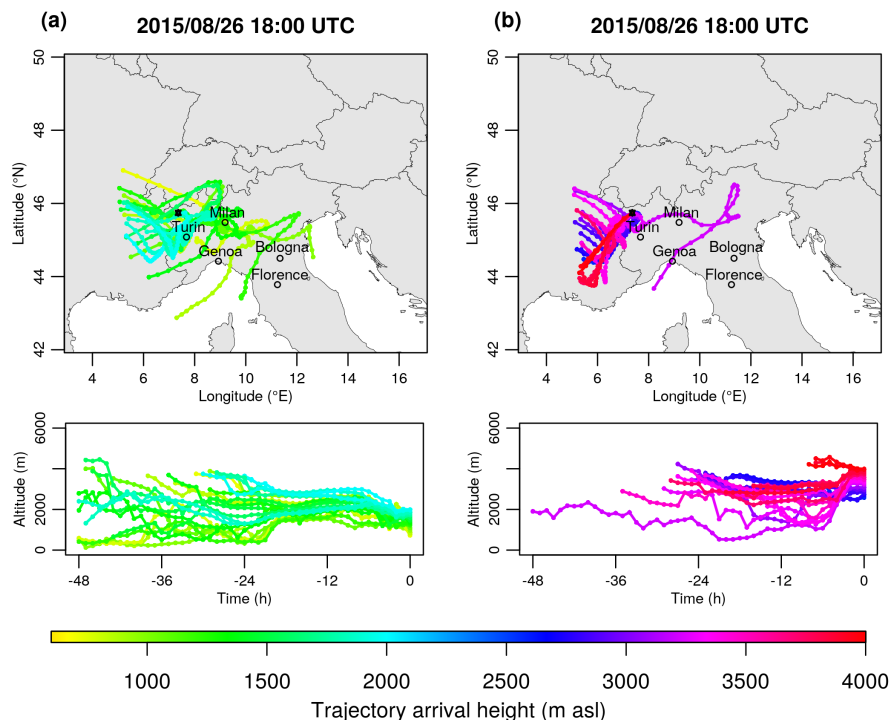 (a) 2015/08/26 18:00 UTC
Latitude (°N)
50
48
46
44
42
Milan
Turin
Genoa
Bologna
Florence
4 6 8 10 12 14 16
Longitude (°E)
Altitude (m)
6000
2000
0
-48 -36 -24 -12 0
Time (h)
(b) 2015/08/26 18:00 UTC
Latitude (°N)
50
48
46
44
42
Milan
Turin
Genoa
Bologna
Florence
4 6 8 10 12 14 16
Longitude (°E)
Altitude (m)
6000
2000
0
-48 -36 -24 -12 0
Time (h)
1000 1500 2000 2500 3000 3500 4000
Trajectory arrival height (m asl)